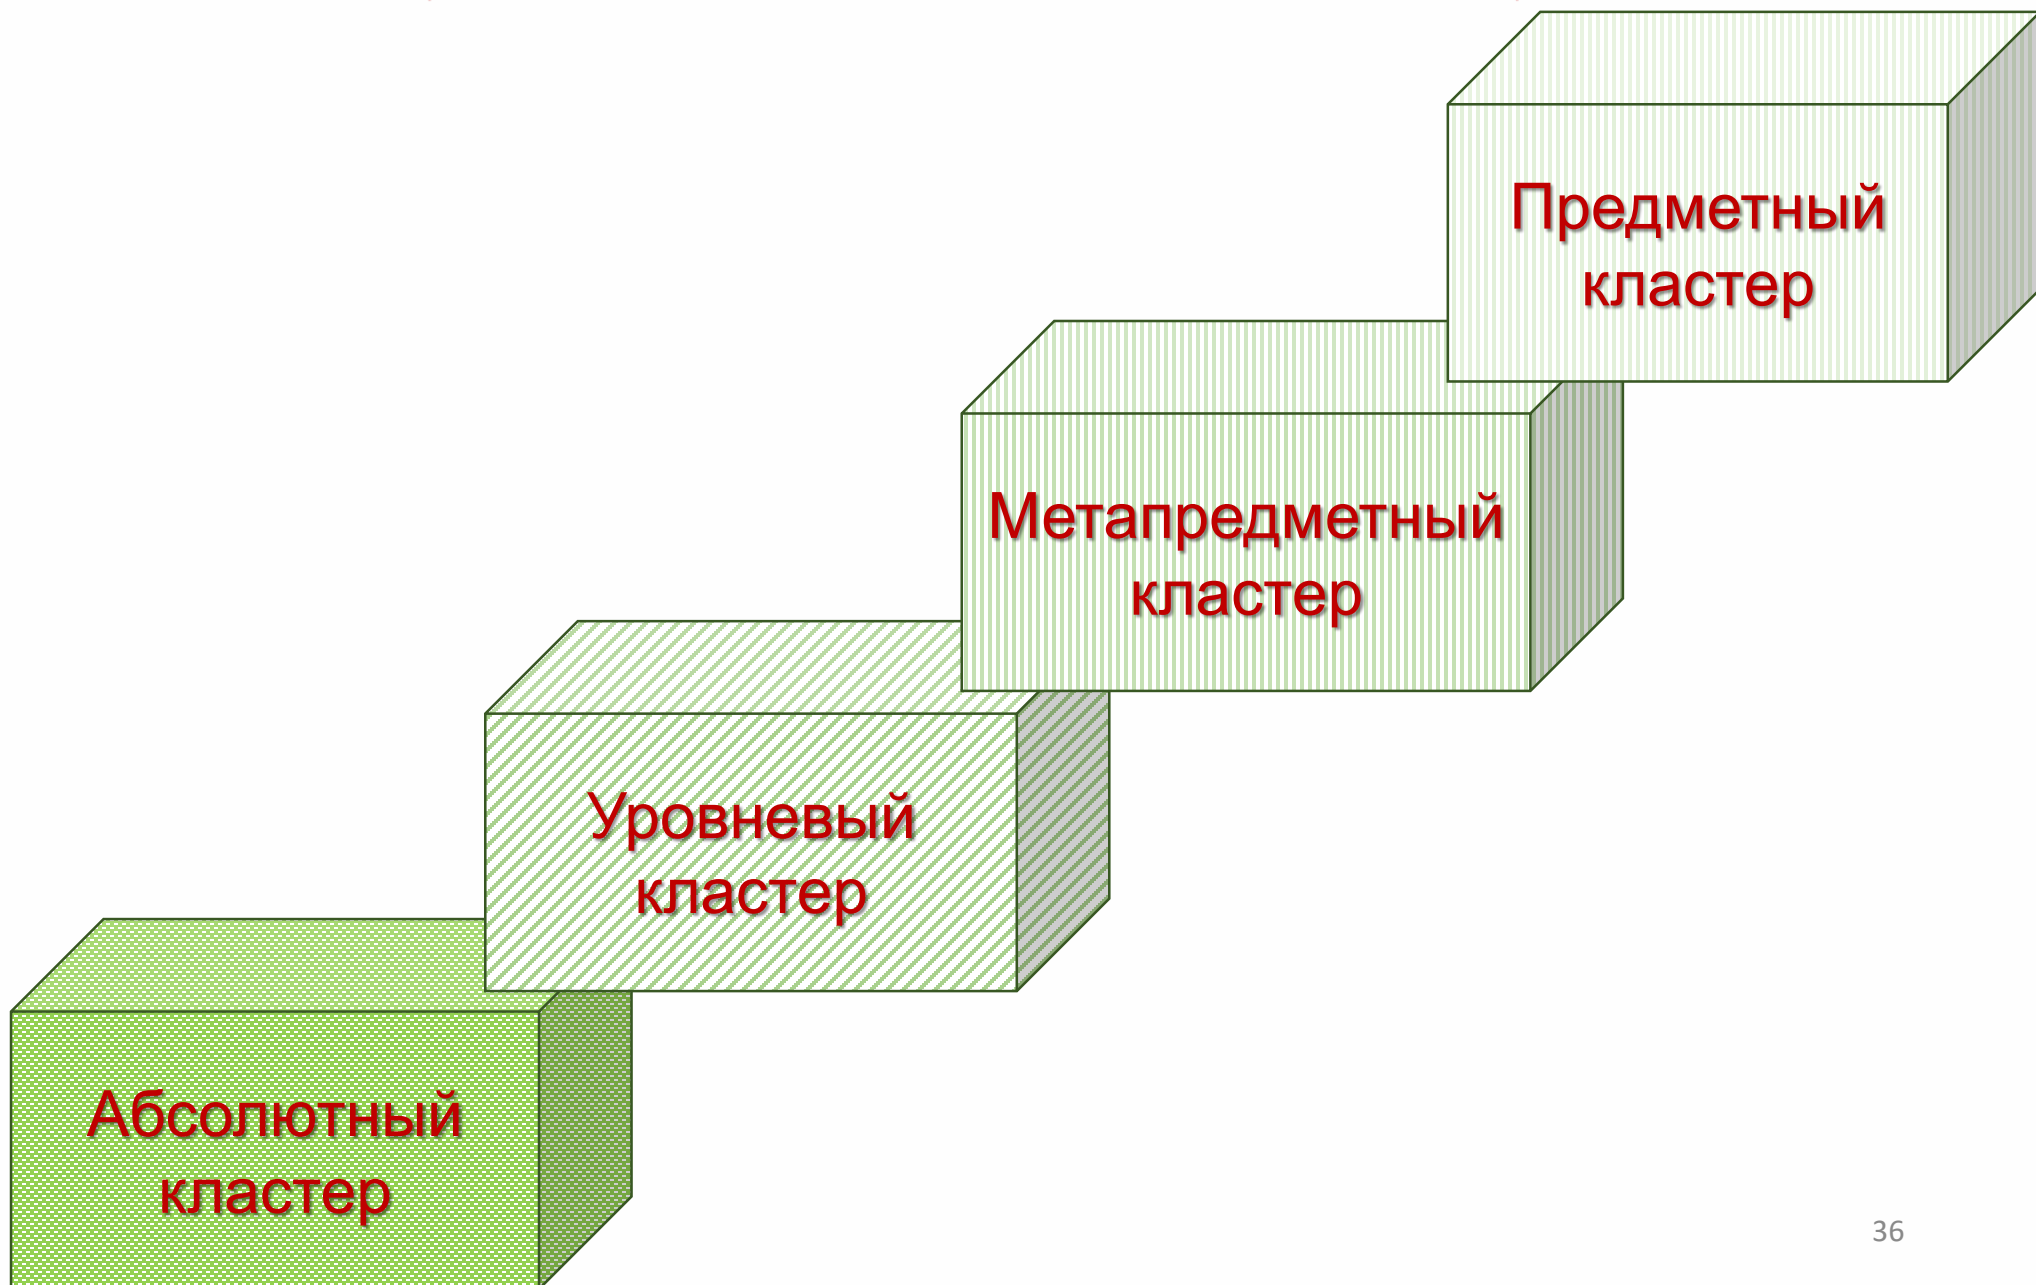 Предметный
кластер
Метапредметный
кластер
Уровневый
кластер
Абсолютный
кластер
36